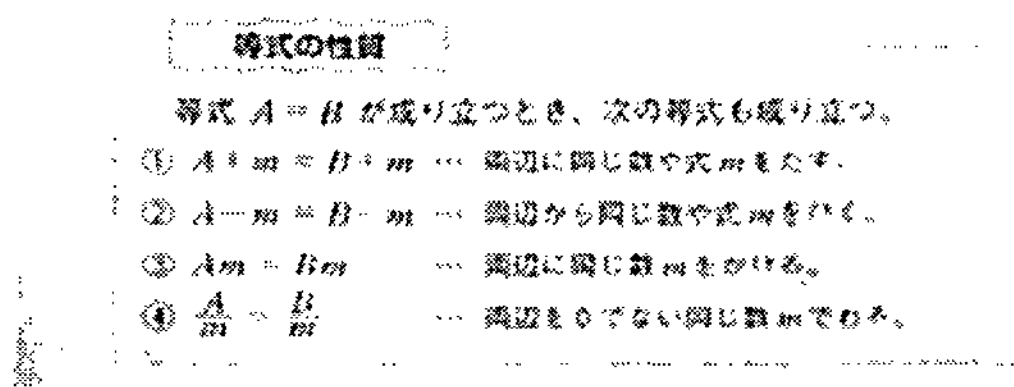 等式の性質
等式 A = B が成り立つとき、次の等式も成り立つ。
① A + m = B + m … 両辺に同じ数や式 m をたす。
② A − m = B − m … 両辺から同じ数や式 m をひく。
③ Am = Bm … 両辺に同じ数 m をかける。
④ A/m = B/m … 両辺を0でない同じ数 m でわる。